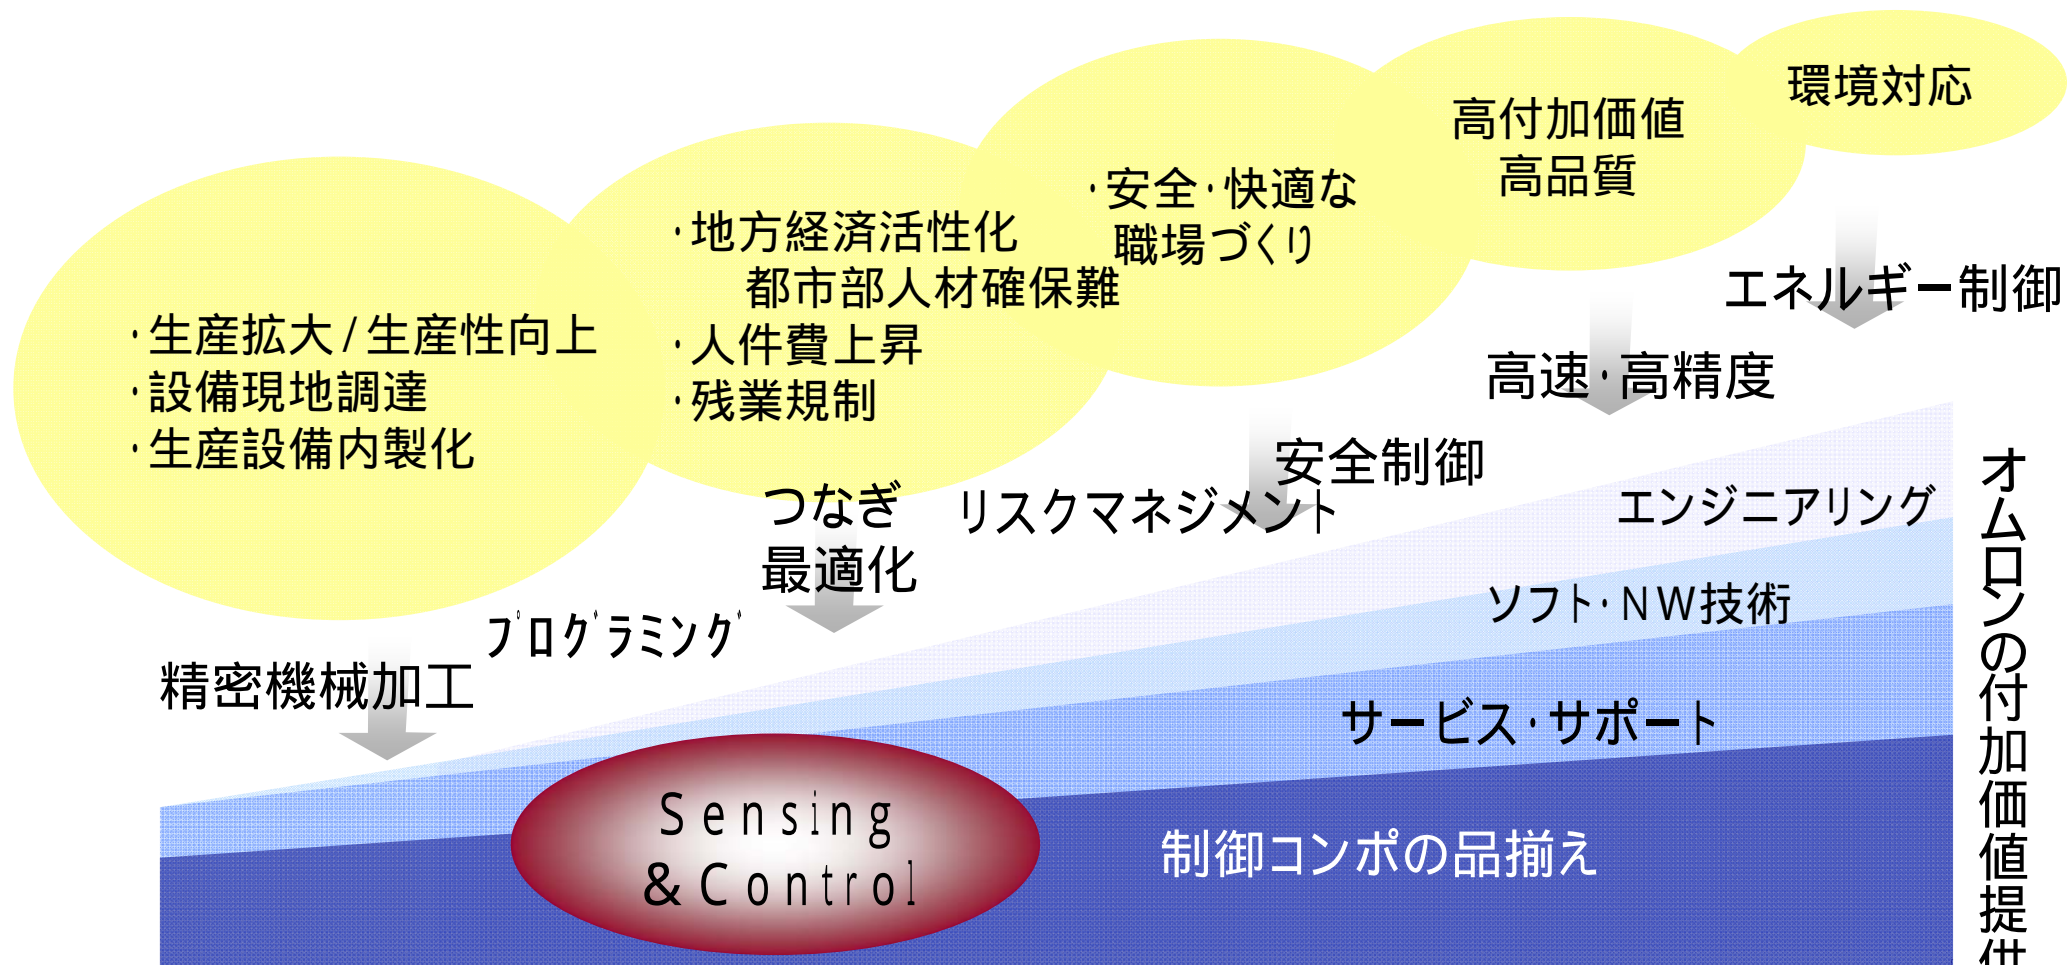 ・生産拡大/生産性向上
・設備現地調達
・生産設備内製化
・地方経済活性化
都市部人材確保難
・人件費上昇
・残業規制
・安全・快適な
職場づくり
高付加価値
高品質
環境対応
精密機械加工
プログラミング
つなぎ
最適化
リスクマネジメント
安全制御
高速・高精度
エネルギー制御
エンジニアリング
ソフト・NW技術
サービス・サポート
制御コンポの品揃え
Sensing
&Control
オムロンの付加価値提供